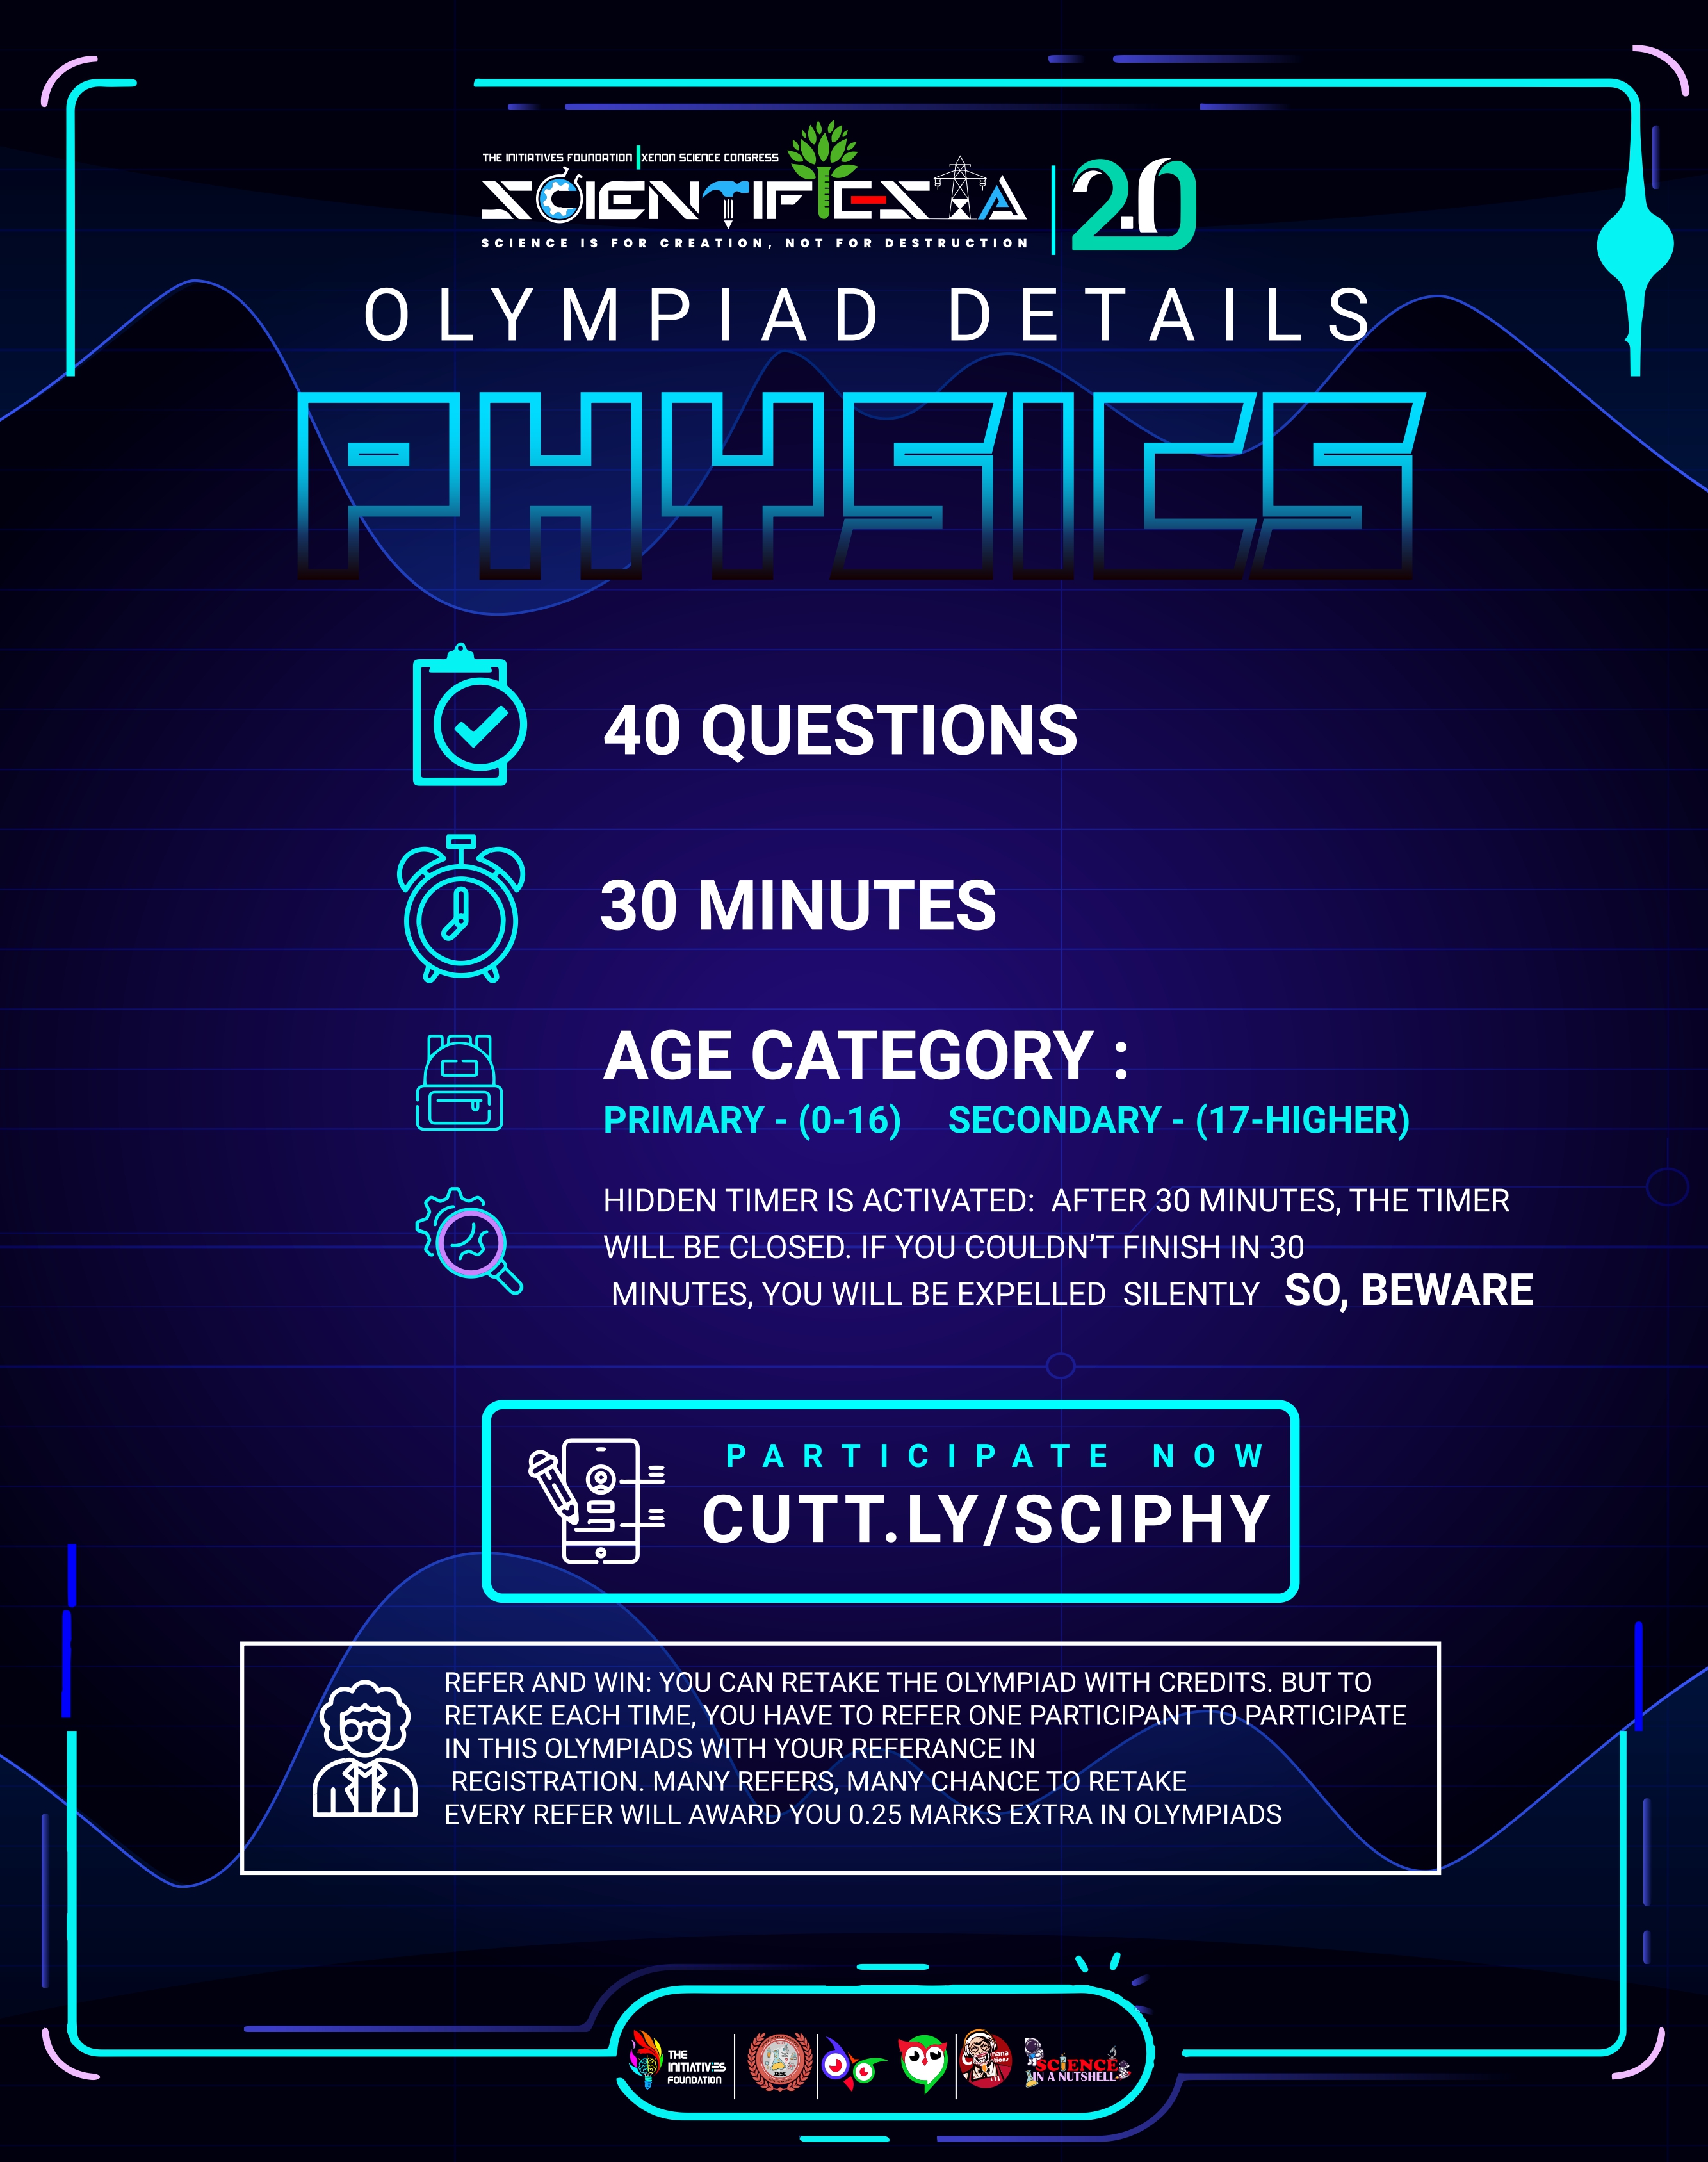 THE INITIATIVES FOUNDATION | XENON SCIENCE CONGRESS
SCIENTIFIESTA | 2.0
SCIENCE IS FOR CREATION, NOT FOR DESTRUCTION
OLYMPIAD DETAILS
PHYSICS
40 QUESTIONS
30 MINUTES
AGE CATEGORY :
PRIMARY - (0-16) SECONDARY - (17-HIGHER)
HIDDEN TIMER IS ACTIVATED: AFTER 30 MINUTES, THE TIMER
WILL BE CLOSED. IF YOU COULDN'T FINISH IN 30
MINUTES, YOU WILL BE EXPELLED SILENTLY SO, BEWARE
PARTICIPATE NOW
CUTT.LY/SCIPHY
REFER AND WIN: YOU CAN RETAKE THE OLYMPIAD WITH CREDITS. BUT TO
RETAKE EACH TIME, YOU HAVE TO REFER ONE PARTICIPANT TO PARTICIPATE
IN THIS OLYMPIADS WITH YOUR REFERANCE IN
REGISTRATION. MANY REFERS, MANY CHANCE TO RETAKE
EVERY REFER WILL AWARD YOU 0.25 MARKS EXTRA IN OLYMPIADS
THE
INITIATIVES
FOUNDATION
SCIENCE
IN A NUTSHELL